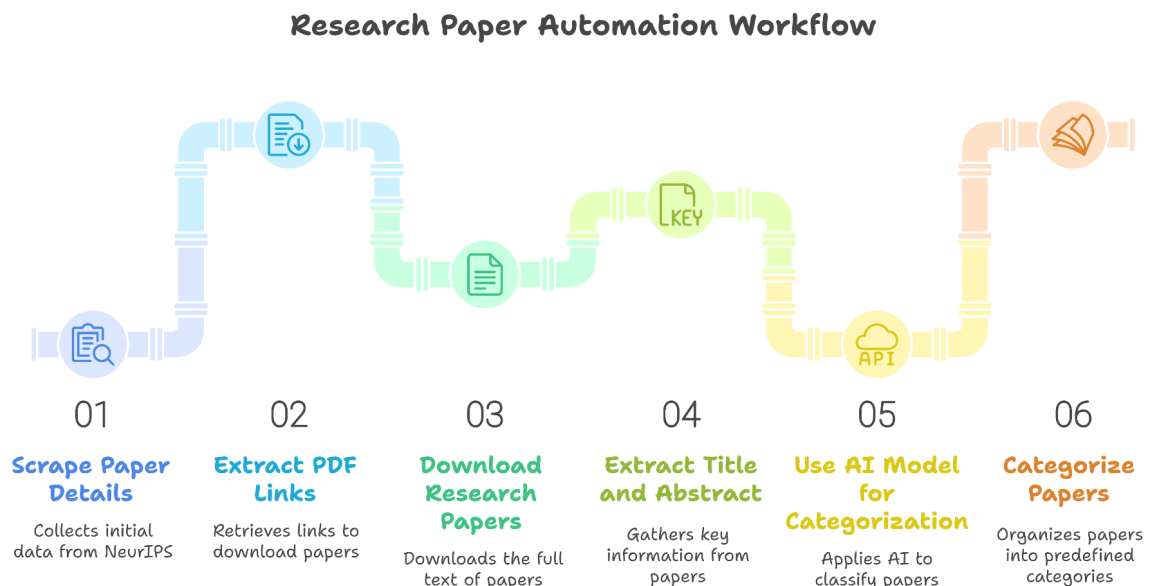 Research Paper Automation Workflow
KEY
API
01
Scrape Paper
Details
Collects initial
data from NeurIPS
02
Extract PDF
Links
Retrieves links to
download papers
03
Download
Research
Papers
Downloads the full
text of papers
04
Extract Title
and Abstract
Gathers key
information from
papers
05
Use AI Model
for
Categorization
Applies AI to
classify papers
06
Categorize
Papers
Organizes papers
into predefined
categories